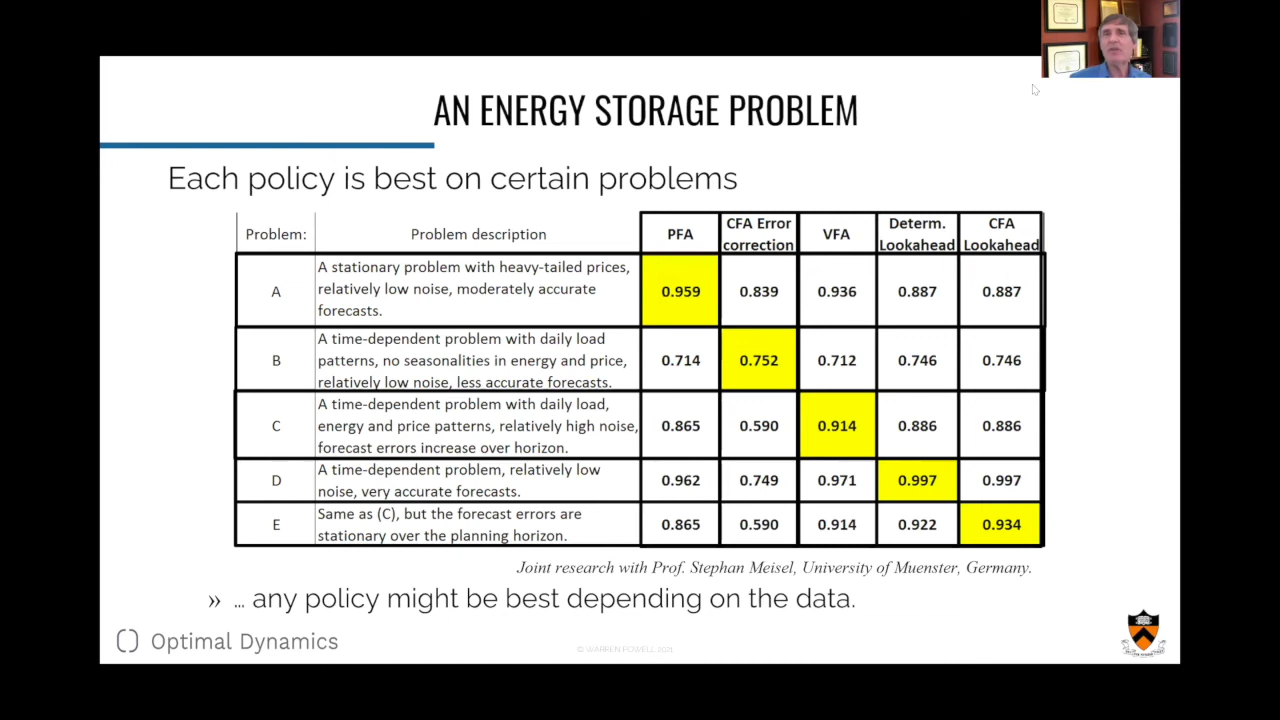 AN ENERGY STORAGE PROBLEM
Each policy is best on certain problems
Problem: Problem description PFA CFA Error correction VFA Determ. Lookahead CFA Lookahead
A stationary problem with heavy-tailed prices,
A relatively low noise, moderately accurate 0.959 0.839 0.936 0.887 0.887
forecasts.
A time-dependent problem with daily load
B patterns, no seasonalities in energy and price, 0.714 0.752 0.712 0.746 0.746
relatively low noise, less accurate forecasts.
A time-dependent problem with daily load,
C energy and price patterns, relatively high noise, 0.865 0.590 0.914 0.886 0.886
forecast errors increase over horizon.
D A time-dependent problem, relatively low 0.962 0.749 0.971 0.997 0.997
noise, very accurate forecasts.
E Same as (C), but the forecast errors are 0.865 0.590 0.914 0.922 0.934
stationary over the planning horizon.
Joint research with Prof. Stephan Meisel, University of Muenster, Germany.
» … any policy might be best depending on the data.
Optimal Dynamics
© WARREN POWELL 2021